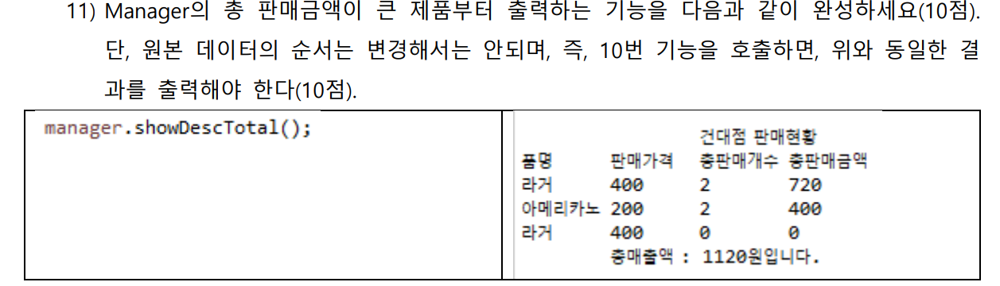 11) Manager의 총 판매금액이 큰 제품부터 출력하는 기능을 다음과 같이 완성하세요(10점).
단, 원본 데이터의 순서는 변경해서는 안되며, 즉, 10번 기능을 호출하면, 위와 동일한 결
과를 출력해야 한다(10점).
manager.showDescTotal();
건대점 판매현황
품명 판매가격 총판매개수 총판매금액
라거 400 2 720
아메리카노 200 2 400
라거 400 0 0
총매출액 : 1120원입니다.